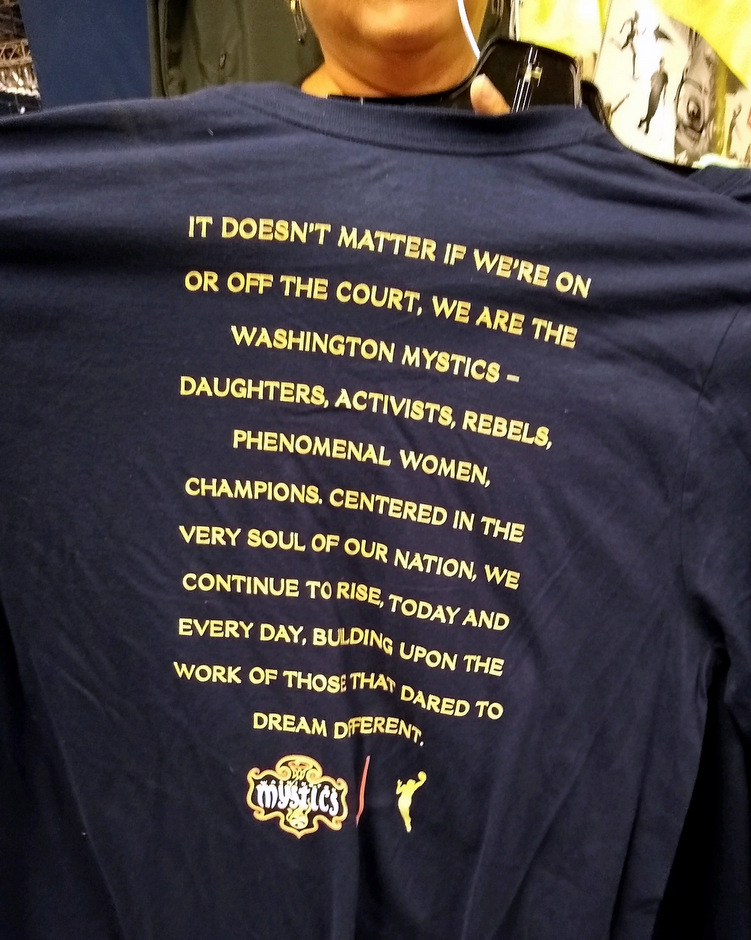 IT DOESN'T MATTER IF WE'RE ON
OR OFF THE COURT, WE ARE THE
WASHINGTON MYSTICS –
DAUGHTERS, ACTIVISTS, REBELS,
PHENOMENAL WOMEN,
CHAMPIONS. CENTERED IN THE
VERY SOUL OF OUR NATION, WE
CONTINUE TO RISE, TODAY AND
EVERY DAY, BUILDING UPON THE
WORK OF THOSE THAT DARED TO
DREAM DIFFERENT.
mystics